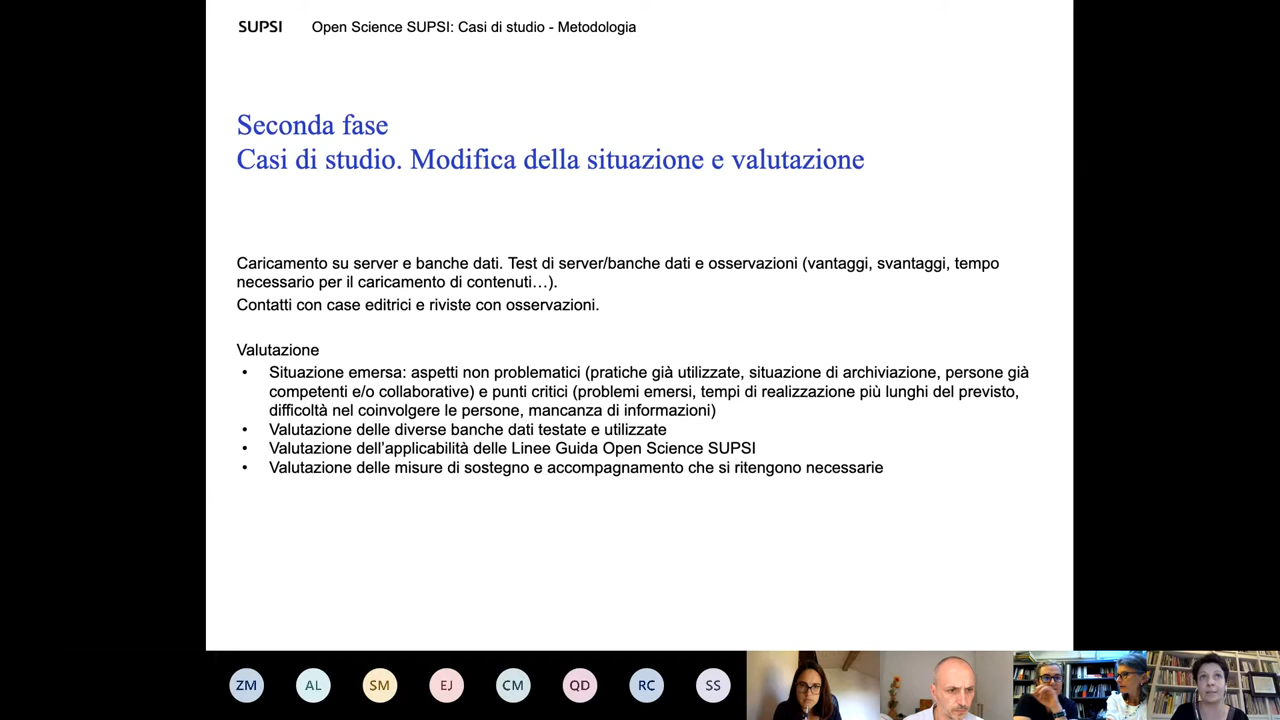 SUPSI Open Science SUPSI: Casi di studio - Metodologia
Seconda fase
Casi di studio. Modifica della situazione e valutazione
Caricamento su server e banche dati. Test di server/banche dati e osservazioni (vantaggi, svantaggi, tempo
necessario per il caricamento di contenuti…).
Contatti con case editrici e riviste con osservazioni.
Valutazione
• Situazione emersa: aspetti non problematici (pratiche già utilizzate, situazione di archiviazione, persone già
competenti e/o collaborative) e punti critici (problemi emersi, tempi di realizzazione più lunghi del previsto,
difficoltà nel coinvolgere le persone, mancanza di informazioni)
• Valutazione delle diverse banche dati testate e utilizzate
• Valutazione dell’applicabilità delle Linee Guida Open Science SUPSI
• Valutazione delle misure di sostegno e accompagnamento che si ritengono necessarie
ZM AL SM EJ CM QD RC SS